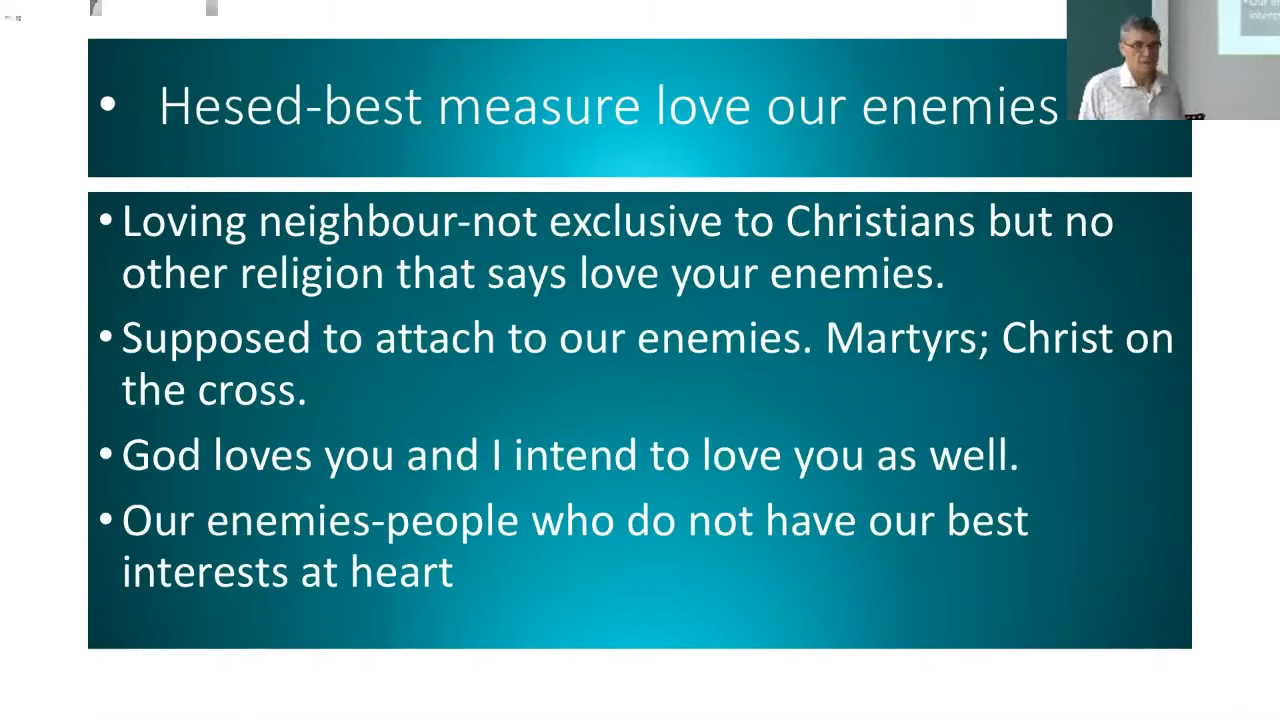 • Hesed-best measure love our enemies
• Loving neighbour-not exclusive to Christians but no
other religion that says love your enemies.
• Supposed to attach to our enemies. Martyrs; Christ on
the cross.
• God loves you and I intend to love you as well.
• Our enemies-people who do not have our best
interests at heart